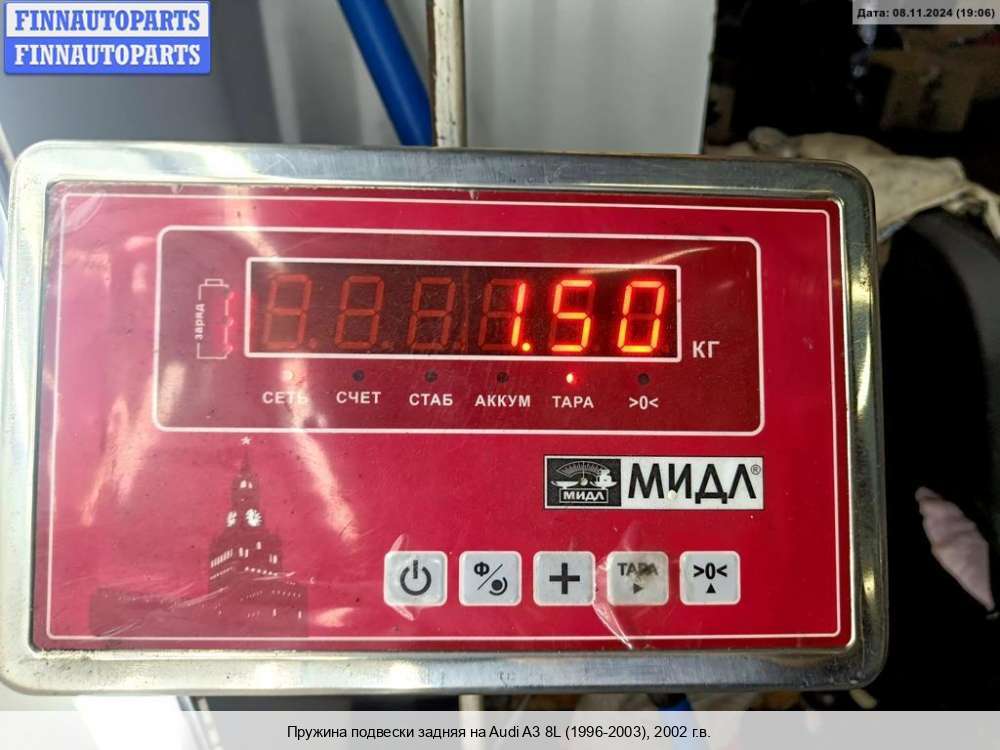 FINNAUTOPARTS
FINNAUTOPARTS
Дата: 08.11.2024 (19:06)
заряд
1.50
КГ
СЕТЬ СЧЕТ СТАБ АККУМ ТАРА >0<
МИДЛ МИДЛ®
Ф ТАРА >0<
Пружина подвески задняя на Audi A3 8L (1996-2003), 2002 г.в.